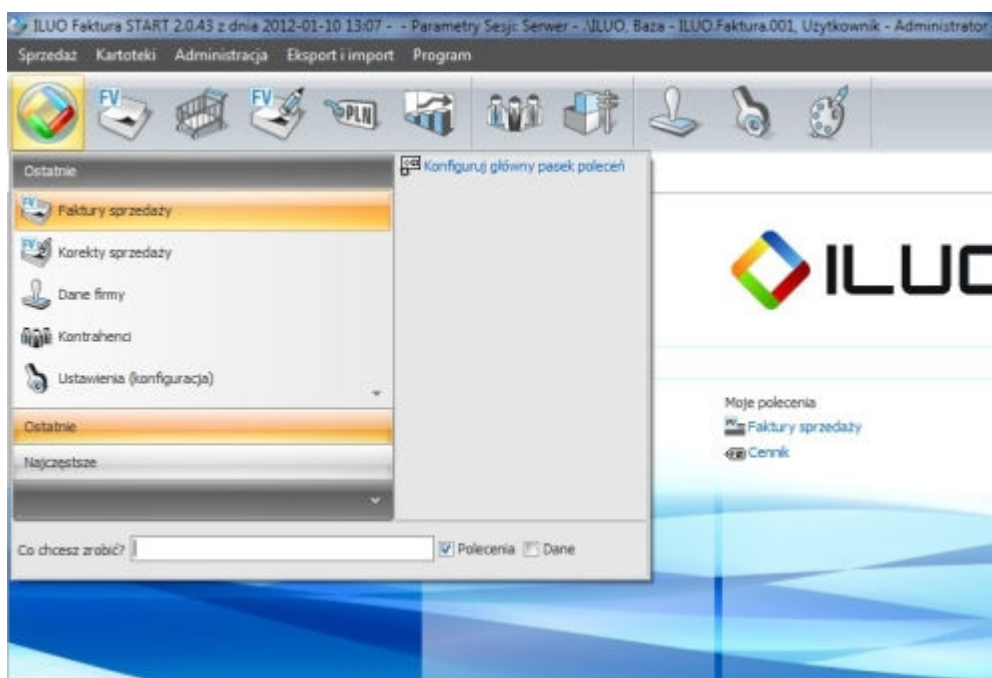 ILUO Faktura START 2.0.43 z dnia 2012-01-10 13:07 - - Parametry Sesji: Serwer - .\ILUO, Baza - ILUO.Faktura.001, Użytkownik - Administrator
Sprzedaż Kartoteki Administracja Eksport i import Program
FV FV PLN
Ostatnie
Konfiguruj główny pasek poleceń
FV Faktury sprzedaży
FV Korekty sprzedaży
Dane firmy
Kontrahenci
Ustawienia (konfiguracja)
Ostatnie
Najczęstsze
Co chcesz zrobić? Polecenia Dane
ILUO
Moje polecenia
Faktury sprzedaży
Cennik